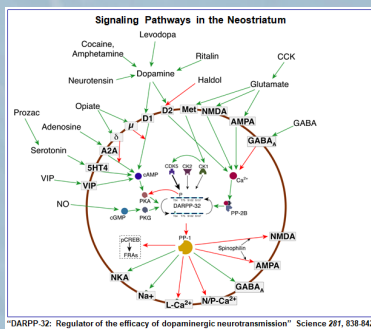 Signaling Pathways in the Neostriatum
Levodopa
Cocaine,
Amphetamine
Ritalin
CCK
Dopamine
Neurotensin
Haldol
Glutamate
Prozac
Opiate
D1
D2
Met
NMDA
AMPA
GABA
GABAA
μ
δ
Adenosine
A2A
Serotonin
5HT4
VIP
VIP
cAMP
CDK5
CK2
CK1
Ca2+
PKA
DARPP-32
NO
cGMP
PKG
PP-2B
PP-1
pCREB
FRAs
Spinophilin
NMDA
AMPA
GABAA
NKA
Na+
L-Ca2+
N/P-Ca2+
"DARPP-32: Regulator of the efficacy of dopaminergic neurotransmission" Science 281, 838-842